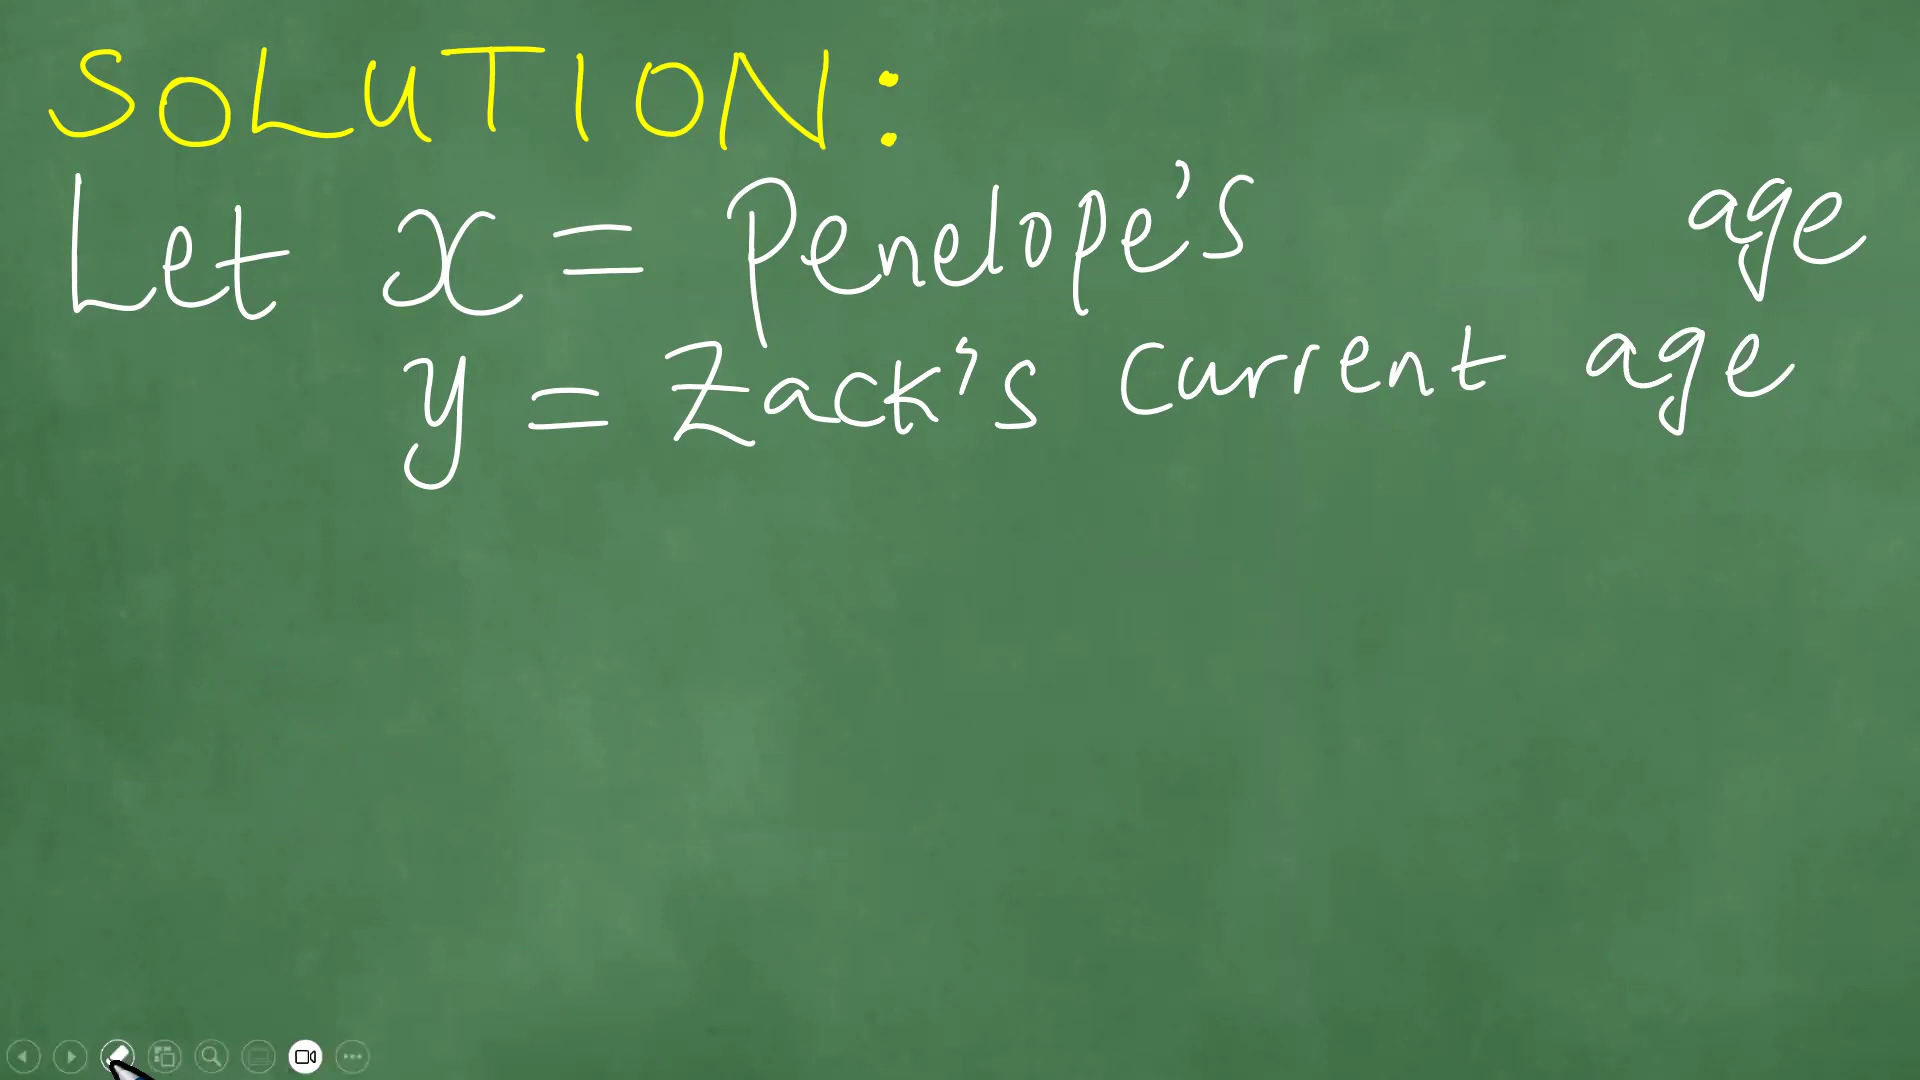 SOLUTION:
Let x = Penelope's age
y = Zack's current age